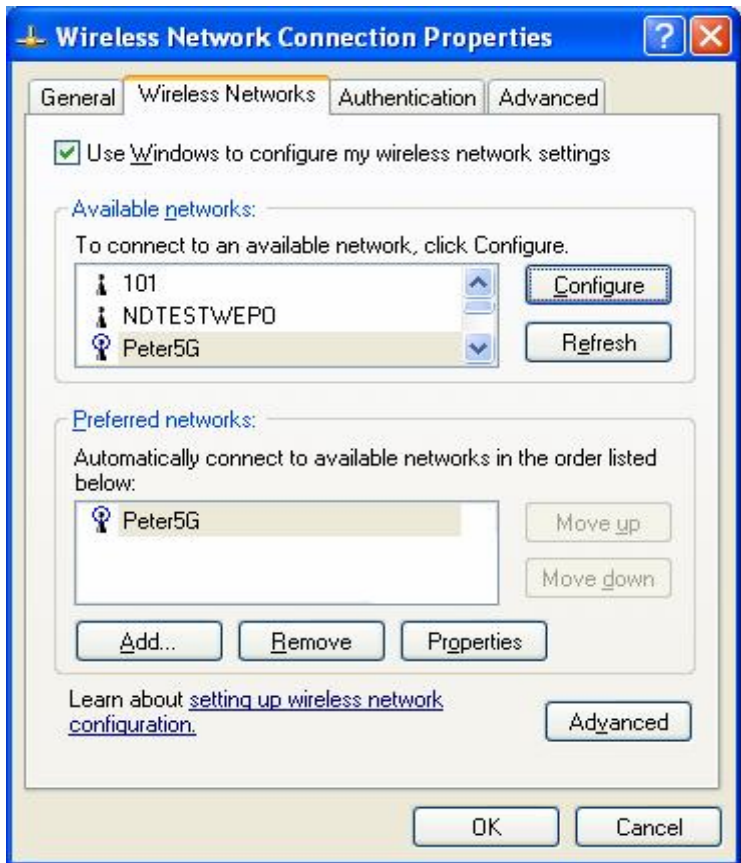 Wireless Network Connection Properties
General Wireless Networks Authentication Advanced
Use Windows to configure my wireless network settings
Available networks:
To connect to an available network, click Configure.
101
Configure
NDTESTWEP0
Peter5G
Refresh
Preferred networks:
Automatically connect to available networks in the order listed
below:
Peter5G
Move up
Move down
Add... Remove Properties
Learn about setting up wireless network
configuration.
Advanced
OK Cancel